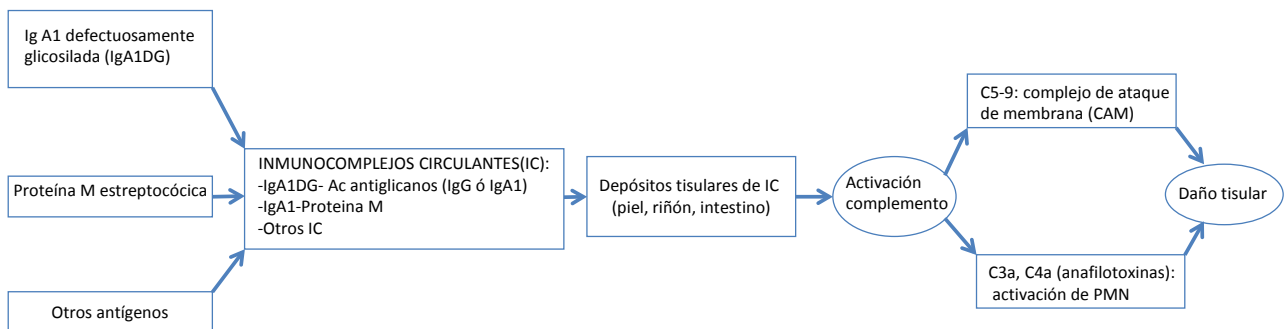 Ig A1 defectuosamente
glicosilada (IgA1DG)
Proteína M estreptocócica
Otros antígenos
INMUNOCOMPLEJOS CIRCULANTES(IC):
-IgA1DG- Ac antiglicanos (IgG ó IgA1)
-IgA1-Proteina M
-Otros IC
Depósitos tisulares de IC
(piel, riñón, intestino)
Activación
complemento
C5-9: complejo de ataque
de membrana (CAM)
C3a, C4a (anafilotoxinas):
activación de PMN
Daño tisular